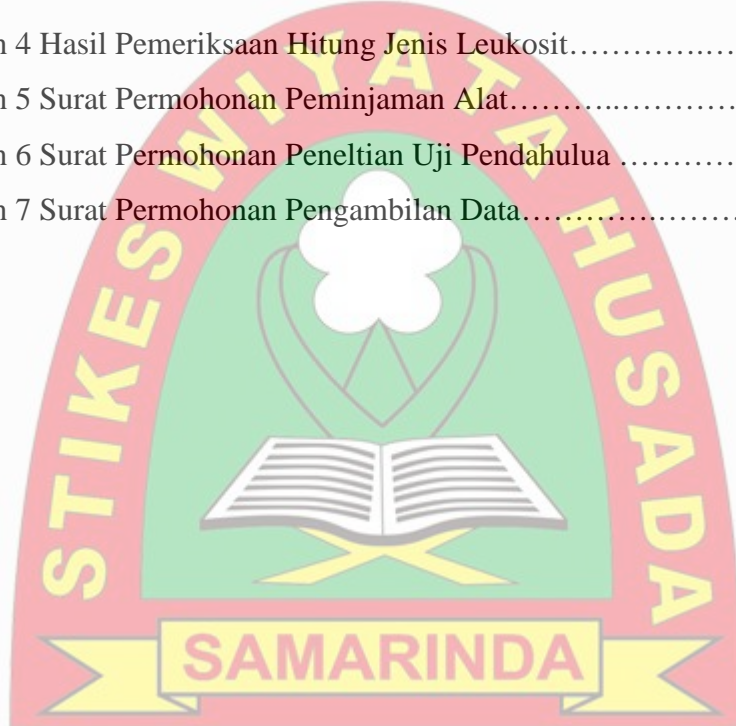 n 4 Hasil Pemeriksaan Hitung Jenis Leukosit…………..…
n 5 Surat Permohonan Peminjaman Alat………..…………
n 6 Surat Permohonan Peneltian Uji Pendahulua …………
n 7 Surat Permohonan Pengambilan Data………….………
STIKES WIYATA HUSADA
SAMARINDA